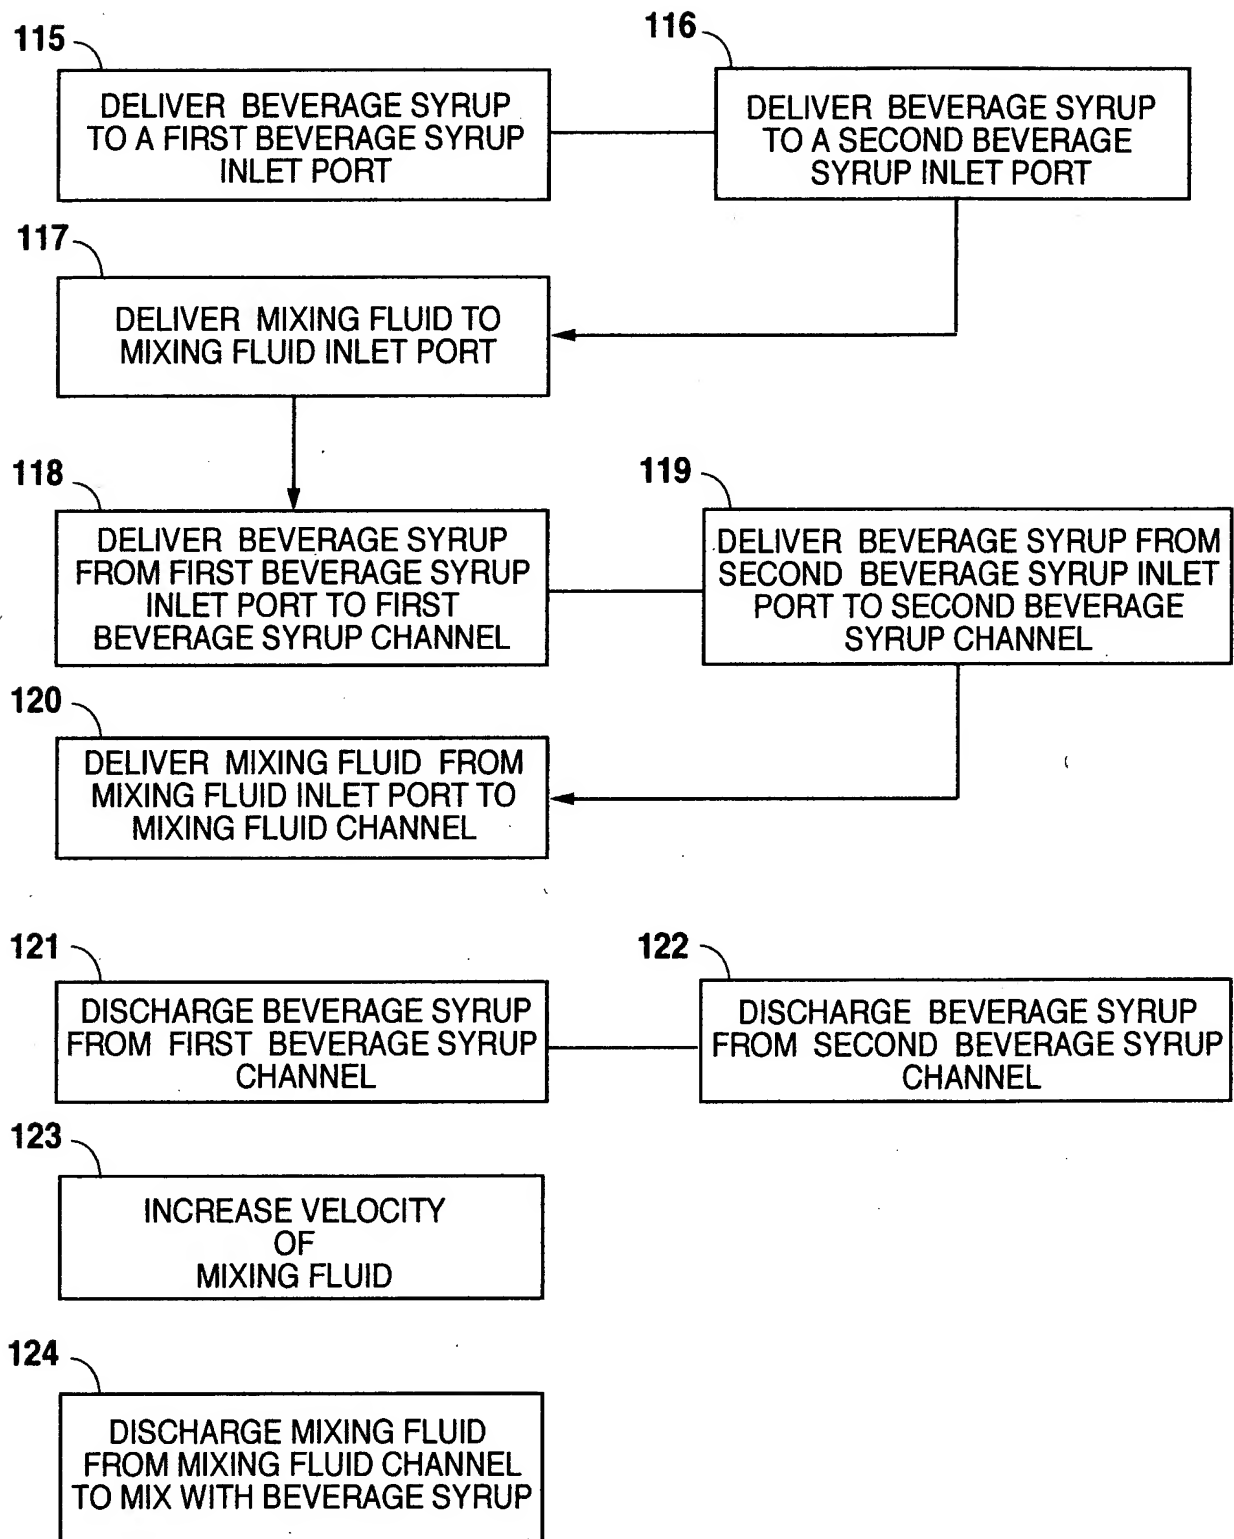 115
DELIVER BEVERAGE SYRUP
TO A FIRST BEVERAGE SYRUP
INLET PORT
116
DELIVER BEVERAGE SYRUP
TO A SECOND BEVERAGE
SYRUP INLET PORT
117
DELIVER MIXING FLUID TO
MIXING FLUID INLET PORT
118
DELIVER BEVERAGE SYRUP
FROM FIRST BEVERAGE SYRUP
INLET PORT TO FIRST
BEVERAGE SYRUP CHANNEL
119
DELIVER BEVERAGE SYRUP FROM
SECOND BEVERAGE SYRUP INLET
PORT TO SECOND BEVERAGE
SYRUP CHANNEL
120
DELIVER MIXING FLUID FROM
MIXING FLUID INLET PORT TO
MIXING FLUID CHANNEL
121
DISCHARGE BEVERAGE SYRUP
FROM FIRST BEVERAGE SYRUP
CHANNEL
122
DISCHARGE BEVERAGE SYRUP
FROM SECOND BEVERAGE SYRUP
CHANNEL
123
INCREASE VELOCITY
OF
MIXING FLUID
124
DISCHARGE MIXING FLUID
FROM MIXING FLUID CHANNEL
TO MIX WITH BEVERAGE SYRUP